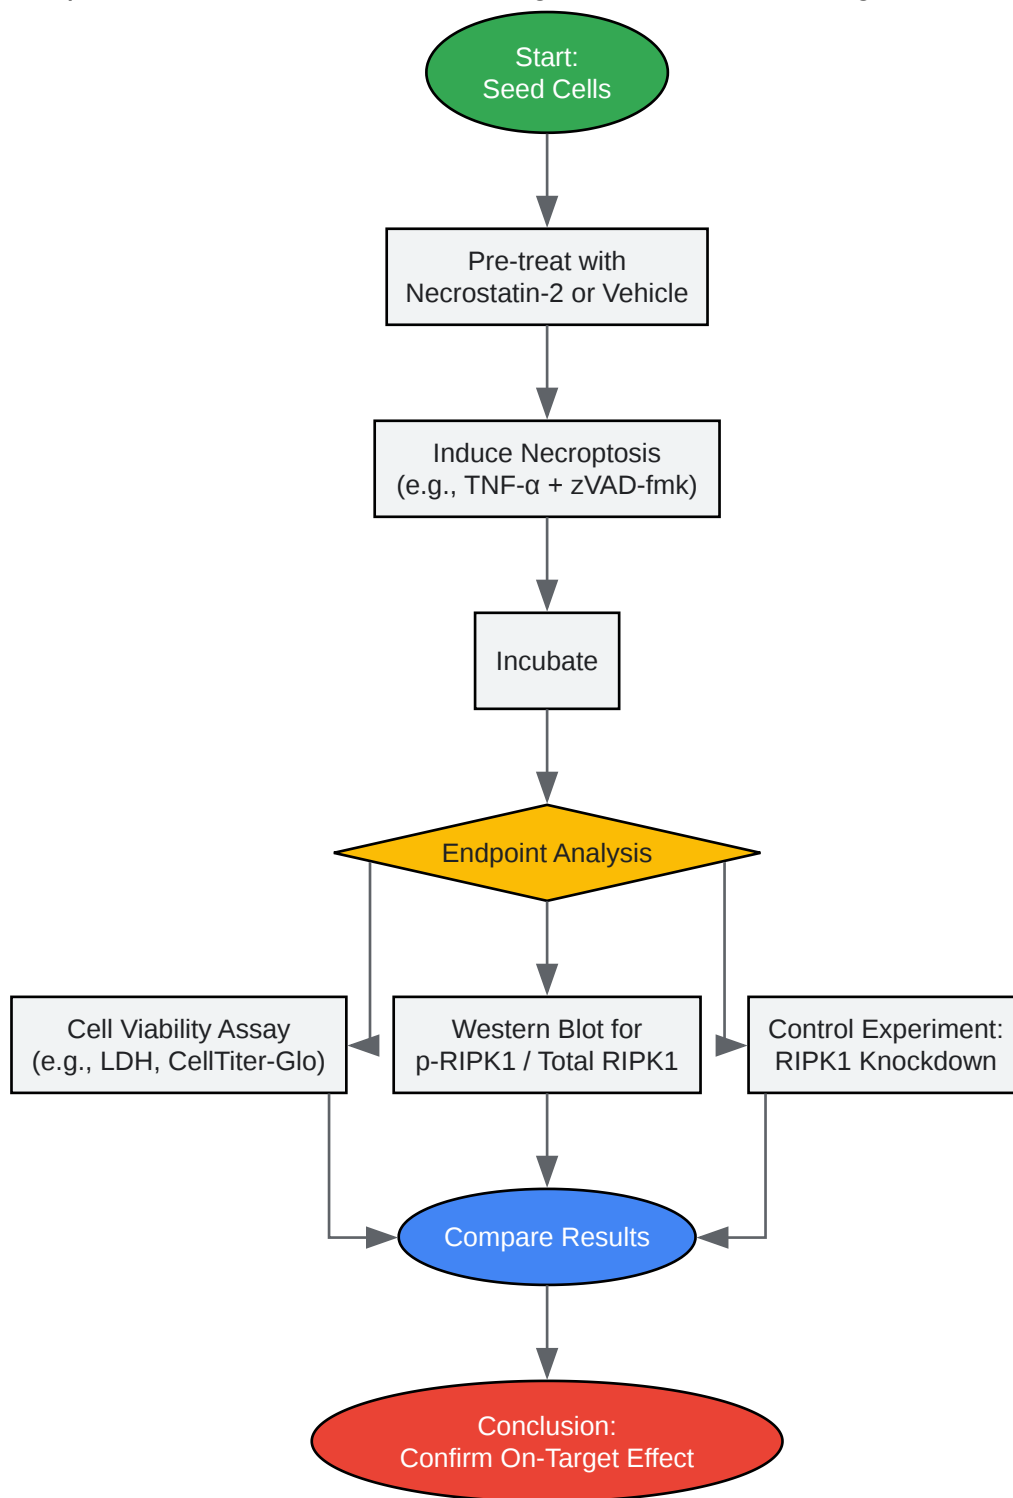 Start:
Seed Cells
Pre-treat with
Necrostatin-2 or Vehicle
Induce Necroptosis
(e.g., TNF-α + zVAD-fmk)
Incubate
Endpoint Analysis
Cell Viability Assay
(e.g., LDH, CellTiter-Glo)
Western Blot for
p-RIPK1 / Total RIPK1
Control Experiment:
RIPK1 Knockdown
Compare Results
Conclusion:
Confirm On-Target Effect